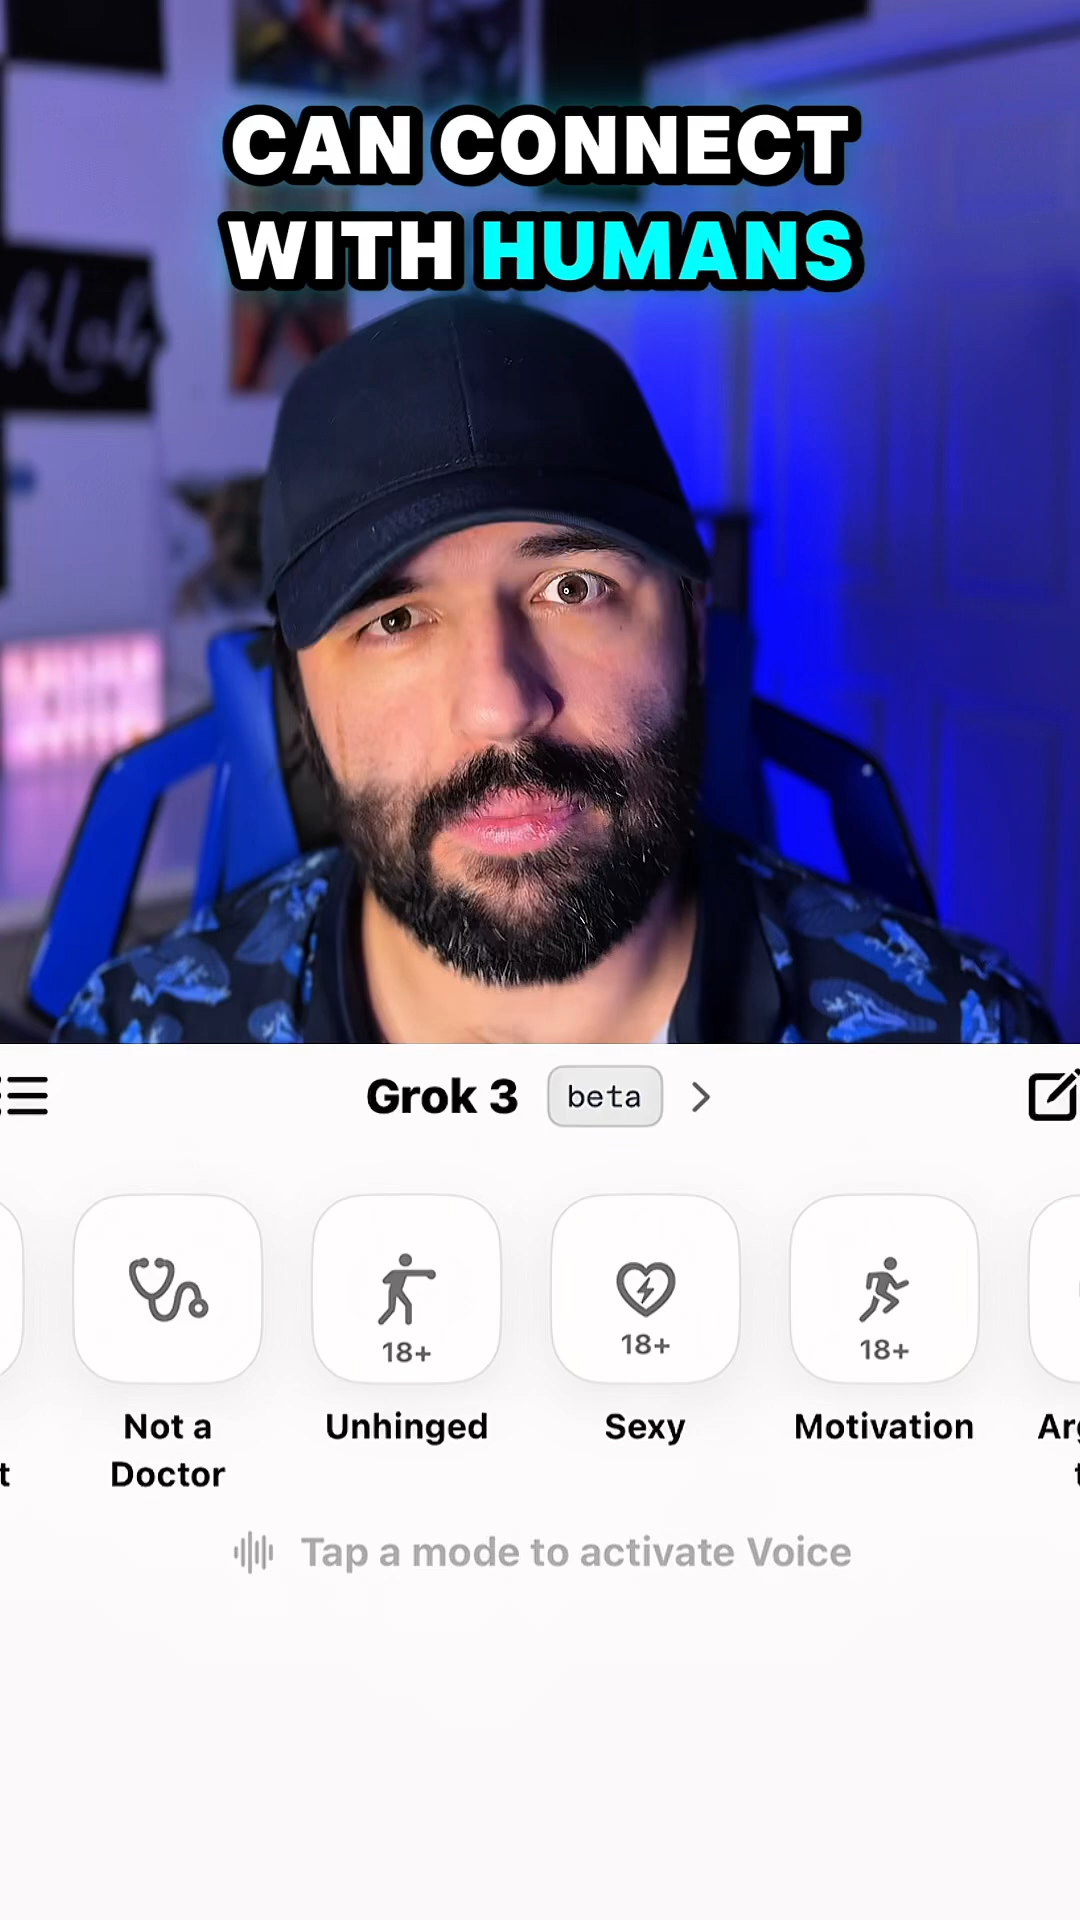 CAN CONNECT
WITH HUMANS
Grok 3 beta
Not a
Doctor
18+
Unhinged
18+
Sexy
18+
Motivation
Tap a mode to activate Voice